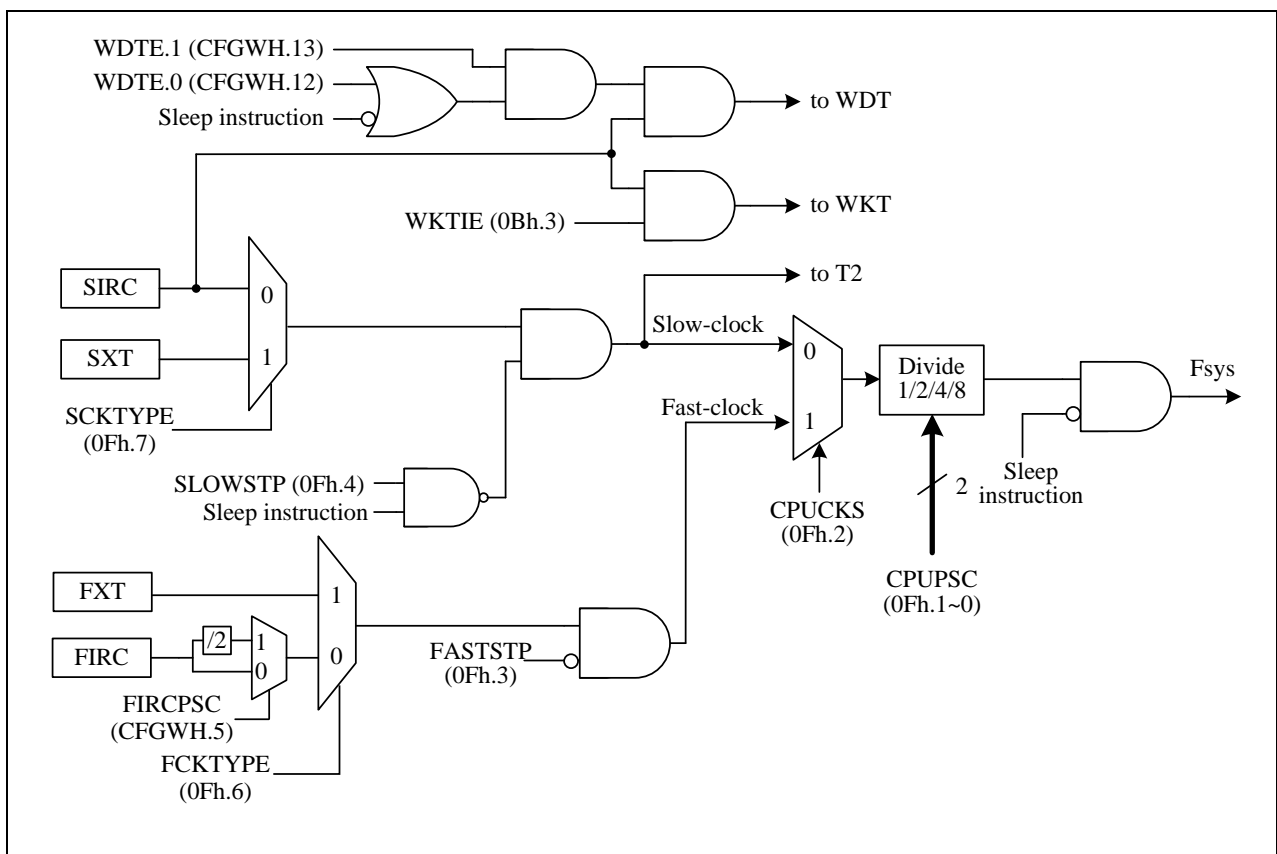 WDTE.1 (CFGWH.13)
WDTE.0 (CFGWH.12)
Sleep instruction
to WDT
WKTIE (0Bh.3)
to WKT
SIRC
0
to T2
SXT
1
Slow-clock
0
Divide
1/2/4/8
Fsys
SCKTYPE
(0Fh.7)
Fast-clock
1
SLOWSTP (0Fh.4)
Sleep instruction
CPUCKS
(0Fh.2)
2
Sleep
instruction
CPUPSC
(0Fh.1~0)
FXT
1
FIRC
/2
1
0
0
FASTSTP
(0Fh.3)
FIRCPSC
(CFGWH.5)
FCKTYPE
(0Fh.6)